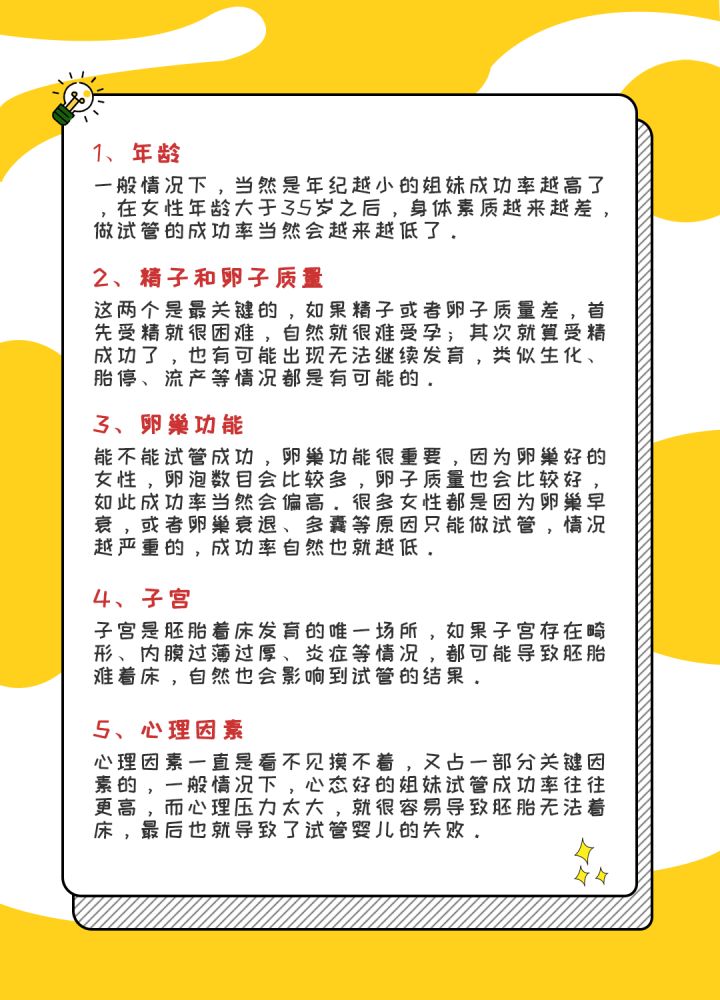 1、年龄
一般情况下，当然是年纪越小的姐妹成功率越高了
，在女性年龄大于35岁之后，身体素质越来越差，
做试管的成功率当然会越来越低了．
2、精子和卵子质量
这两个是最关键的，如果精子或者卵子质量差，首
先受精就很困难，自然就很难受孕；其次就算受精
成功了，也有可能出现无法继续发育，类似生化、
胎停、流产等情况都是有可能的．
3、卵巢功能
能不能试管成功，卵巢功能很重要，因为卵巢好的
女性，卵泡数目会比较多，卵子质量也会比较好，
如此成功率当然会偏高．很多女性都是因为卵巢早
衰，或者卵巢衰退、多囊等原因只能做试管，情况
越严重的，成功率自然也就越低．
4、子宫
子宫是胚胎着床发育的唯一场所，如果子宫存在畸
形、内膜过薄过厚、炎症等情况，都可能导致胚胎
难着床，自然也会影响到试管的结果．
5、心理因素
心理因素一直是看不见摸不着，又占一部分关键因
素的，一般情况下，心态好的姐妹试管成功率往往
更高，而心理压力太大，就很容易导致胚胎无法着
床，最后也就导致了试管婴儿的失败．